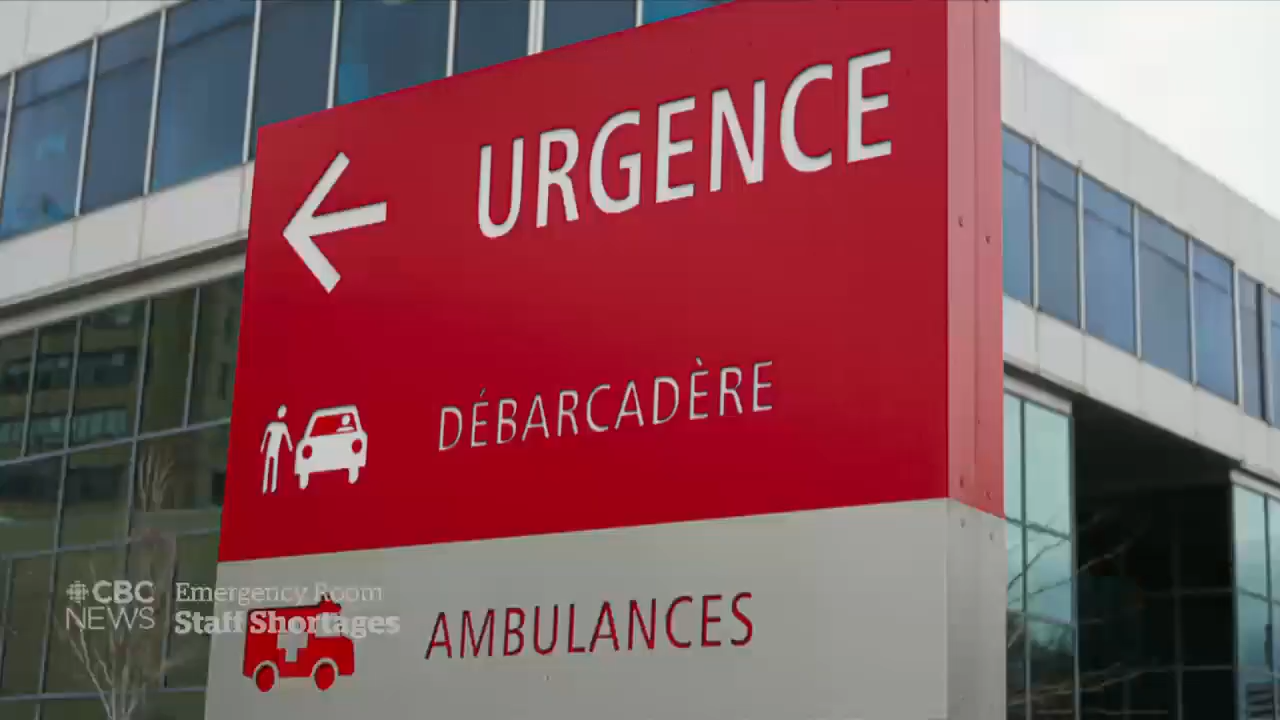 URGENCE
DÉBARCADÈRE
AMBULANCES
CBC
NEWS
Emergency Room
Staff Shortages